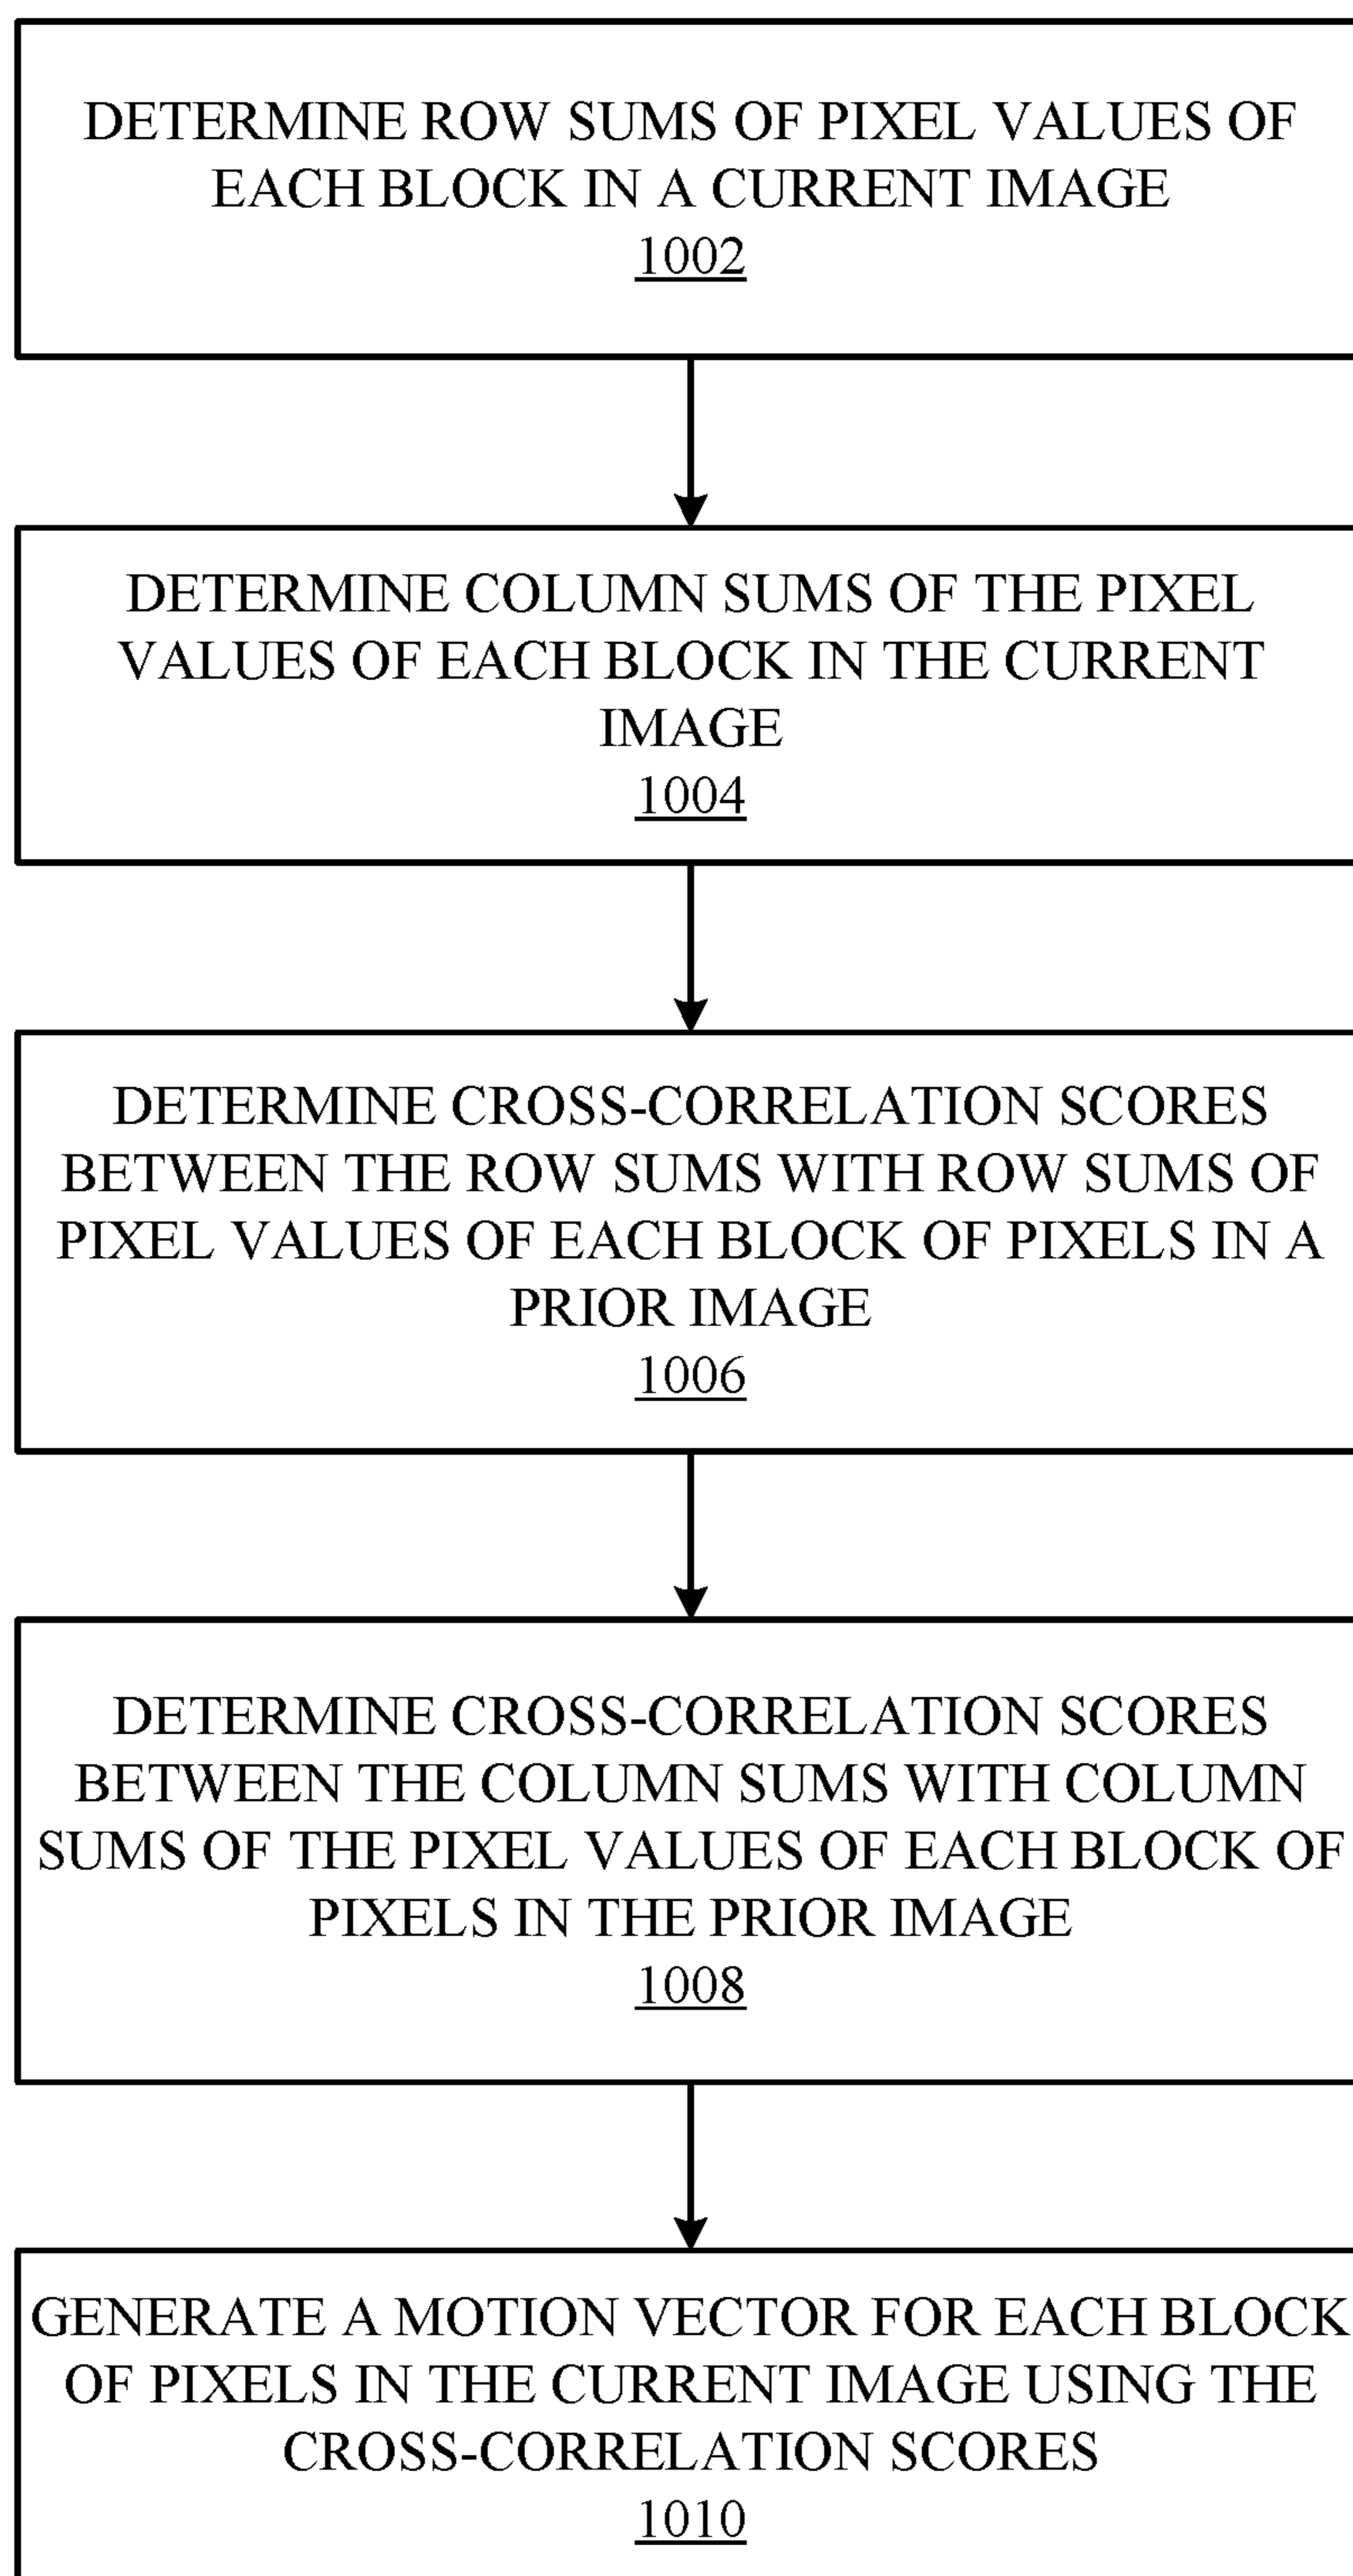 DETERMINE ROW SUMS OF PIXEL VALUES OF
EACH BLOCK IN A CURRENT IMAGE
1002
DETERMINE COLUMN SUMS OF THE PIXEL
VALUES OF EACH BLOCK IN THE CURRENT
IMAGE
1004
DETERMINE CROSS-CORRELATION SCORES
BETWEEN THE ROW SUMS WITH ROW SUMS OF
PIXEL VALUES OF EACH BLOCK OF PIXELS IN A
PRIOR IMAGE
1006
DETERMINE CROSS-CORRELATION SCORES
BETWEEN THE COLUMN SUMS WITH COLUMN
SUMS OF THE PIXEL VALUES OF EACH BLOCK OF
PIXELS IN THE PRIOR IMAGE
1008
GENERATE A MOTION VECTOR FOR EACH BLOCK
OF PIXELS IN THE CURRENT IMAGE USING THE
CROSS-CORRELATION SCORES
1010